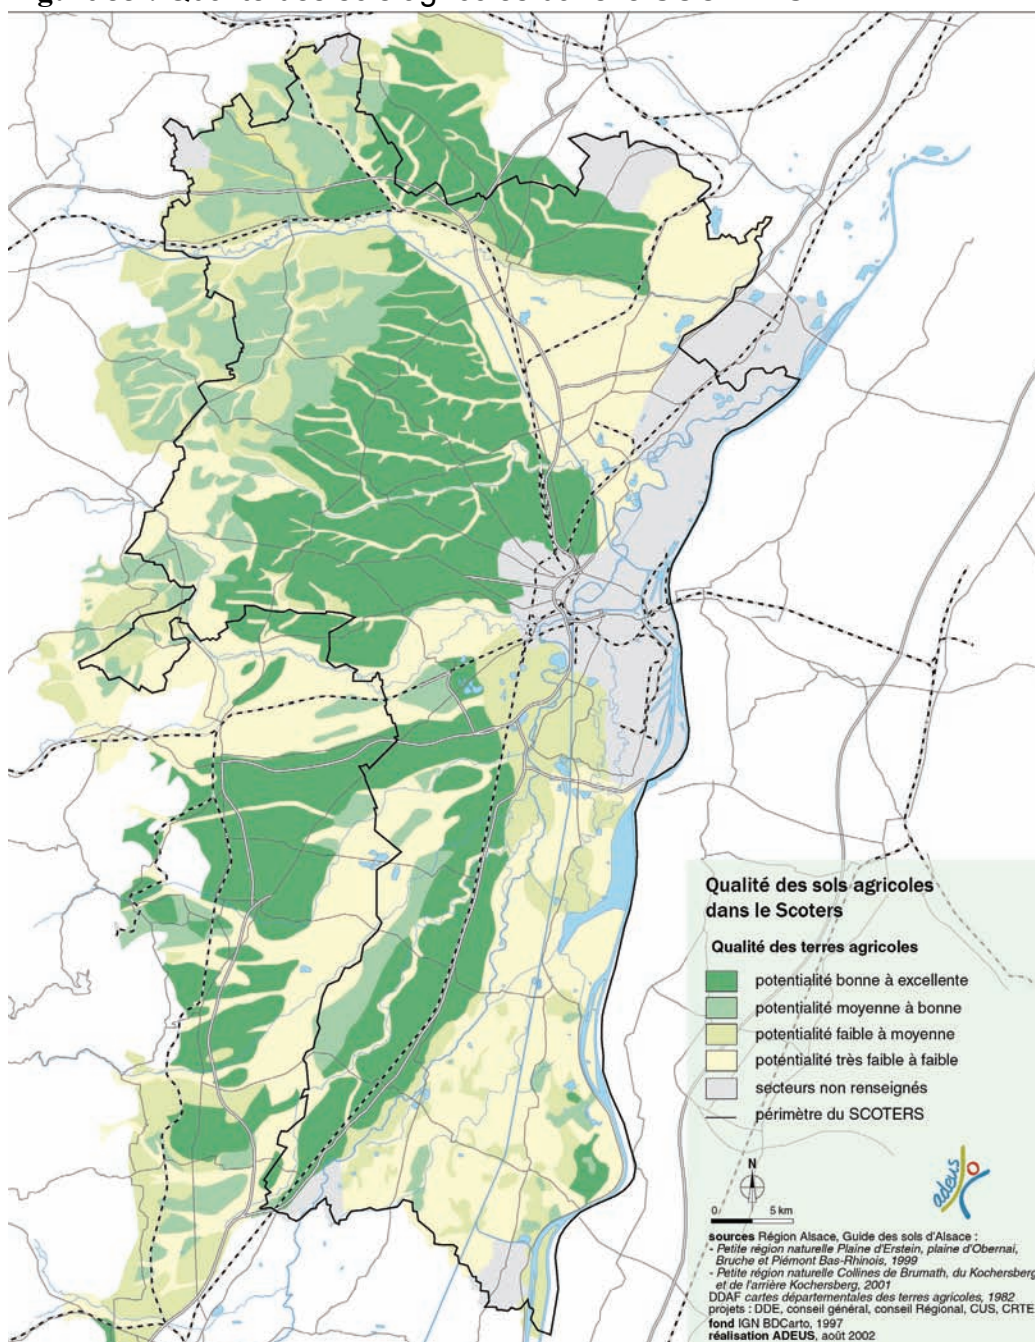 Qualité des sols agricoles
dans le Scoters
Qualité des terres agricoles
potentialité bonne à excellente
potentialité moyenne à bonne
potentialité faible à moyenne
potentialité très faible à faible
secteurs non renseignés
périmètre du SCOTERS
N
0 5 km
adeus
sources Région Alsace, Guide des sols d'Alsace :
- Petite région naturelle Plaine d'Erstein, plaine d'Obernai,
Bruche et Piémont Bas-Rhinois, 1999
- Petite région naturelle Collines de Brumath, du Kochersberg
et de l'arrière Kochersberg, 2001
DDAF cartes départementales des terres agricoles, 1982
projets : DDE, conseil général, conseil Régional, CUS, CRTE
fond IGN BDCarto, 1997
réalisation ADEUS, août 2002